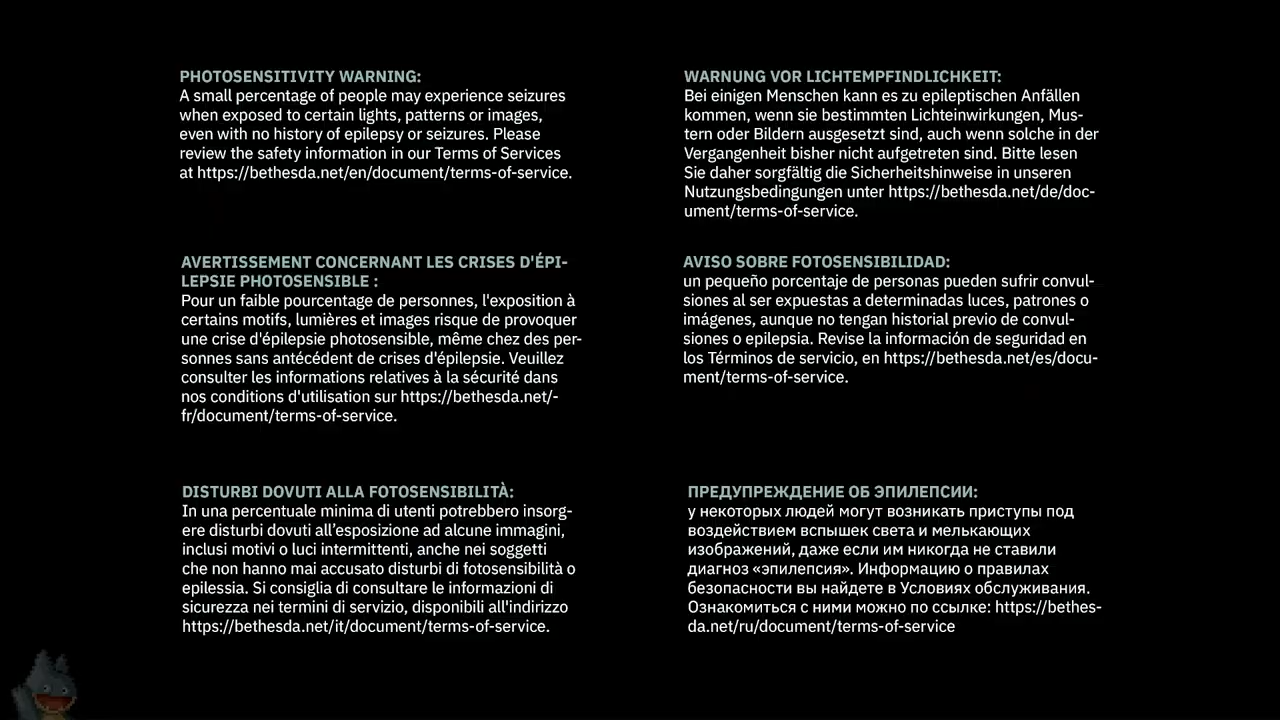 PHOTOSENSITIVITY WARNING:
A small percentage of people may experience seizures
when exposed to certain lights, patterns or images,
even with no history of epilepsy or seizures. Please
review the safety information in our Terms of Services
at https://bethesda.net/en/document/terms-of-service.
WARNUNG VOR LICHTEMPFINDLICHKEIT:
Bei einigen Menschen kann es zu epileptischen Anfällen
kommen, wenn sie bestimmten Lichteinwirkungen, Mus-
tern oder Bildern ausgesetzt sind, auch wenn solche in der
Vergangenheit bisher nicht aufgetreten sind. Bitte lesen
Sie daher sorgfältig die Sicherheitshinweise in unseren
Nutzungsbedingungen unter https://bethesda.net/de/doc-
ument/terms-of-service.
AVERTISSEMENT CONCERNANT LES CRISES D'ÉPI-
LEPSIE PHOTOSENSIBLE :
Pour un faible pourcentage de personnes, l'exposition à
certains motifs, lumières et images risque de provoquer
une crise d'épilepsie photosensible, même chez des per-
sonnes sans antécédent de crises d'épilepsie. Veuillez
consulter les informations relatives à la sécurité dans
nos conditions d'utilisation sur https://bethesda.net/-
fr/document/terms-of-service.
AVISO SOBRE FOTOSENSIBILIDAD:
un pequeño porcentaje de personas pueden sufrir convul-
siones al ser expuestas a determinadas luces, patrones o
imágenes, aunque no tengan historial previo de convul-
siones o epilepsia. Revise la información de seguridad en
los Términos de servicio, en https://bethesda.net/es/docu-
ment/terms-of-service.
DISTURBI DOVUTI ALLA FOTOSENSIBILITÀ:
In una percentuale minima di utenti potrebbero insorg-
ere disturbi dovuti all’esposizione ad alcune immagini,
inclusi motivi o luci intermittenti, anche nei soggetti
che non hanno mai accusato disturbi di fotosensibilità o
epilessia. Si consiglia di consultare le informazioni di
sicurezza nei termini di servizio, disponibili all'indirizzo
https://bethesda.net/it/document/terms-of-service.
ПРЕДУПРЕЖДЕНИЕ ОБ ЭПИЛЕПСИИ:
у некоторых людей могут возникать приступы под
воздействием вспышек света и мелькающих
изображений, даже если им никогда не ставили
диагноз «эпилепсия». Информацию о правилах
безопасности вы найдете в Условиях обслуживания.
Ознакомиться с ними можно по ссылке: https://bethes-
da.net/ru/document/terms-of-service